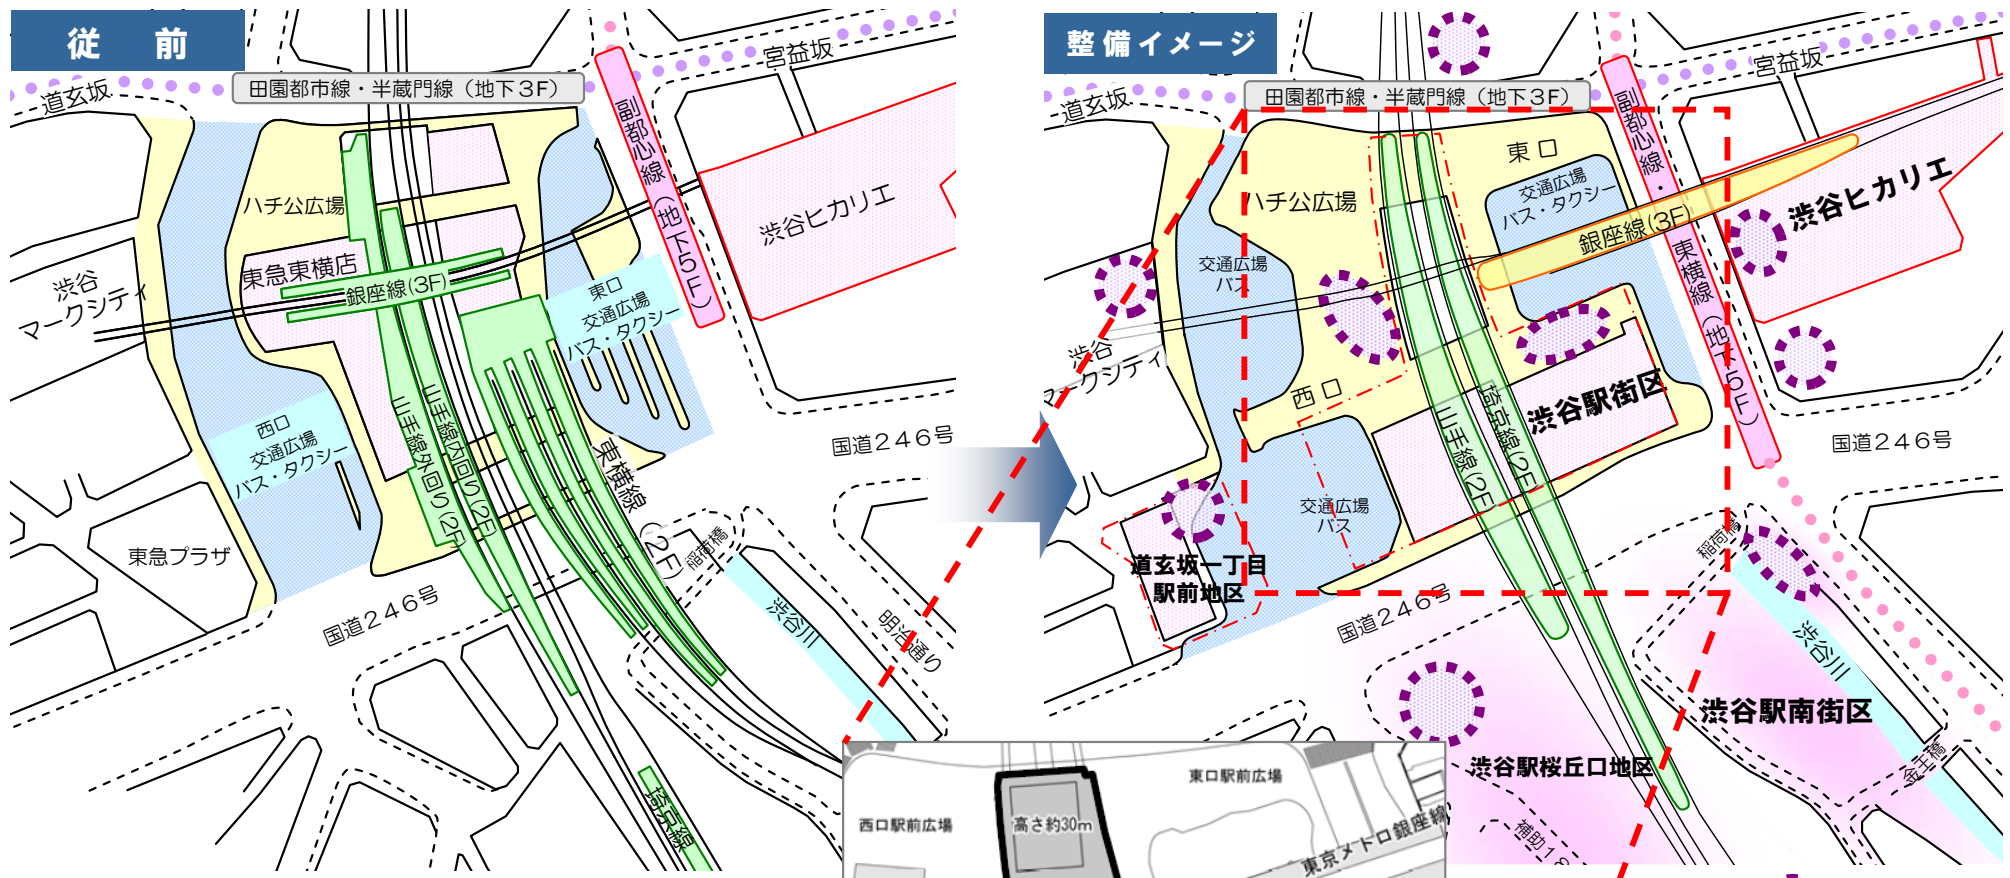 従　前
田園都市線・半蔵門線（地下３F）
宮益坂
道玄坂
副都心線（地下５F）
ハチ公広場
渋谷ヒカリエ
東急東横店
銀座線(3F)
渋谷
マークシティ
東口
交通広場
バス・タクシー
山手線内回り(2F)
山手線外回り(2F)
西口
交通広場
バス・タクシー
東横線（2F）
国道２４６号
東急プラザ
稲荷橋
国道２４６号
渋谷川
明治通り
埼京線
整備イメージ
田園都市線・半蔵門線（地下３F）
宮益坂
道玄坂
副都心線・東横線（地下５F）
東口
交通広場
バス・タクシー
ハチ公広場
渋谷ヒカリエ
銀座線(3F)
交通広場
バス
渋谷
マークシティ
西口
渋谷駅街区
山手線(2F
埼京線(2F
国道２４６号
交通広場
バス
道玄坂一丁目
駅前地区
稲荷橋
国道２４６号
渋谷川
渋谷駅南街区
渋谷駅桜丘口地区
金王橋
補助１８
東口駅前広場
西口駅前広場
高さ約30m
東京メトロ銀座線